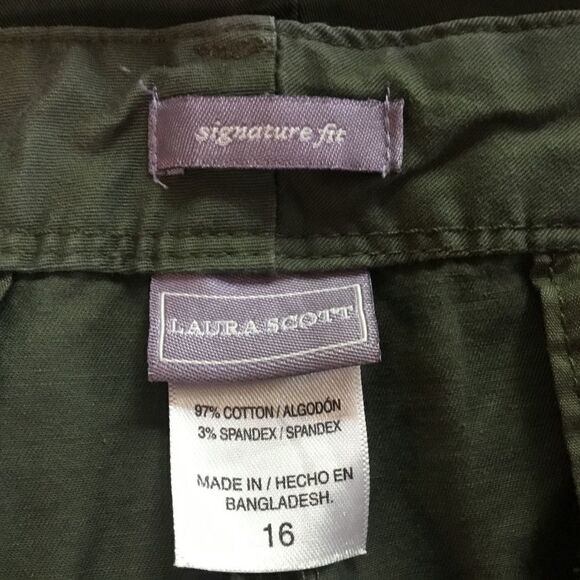 signature fit
LAURA SCOTT
97% COTTON / ALGODÓN
3% SPANDEX / SPANDEX
MADE IN / HECHO EN
BANGLADESH.
16